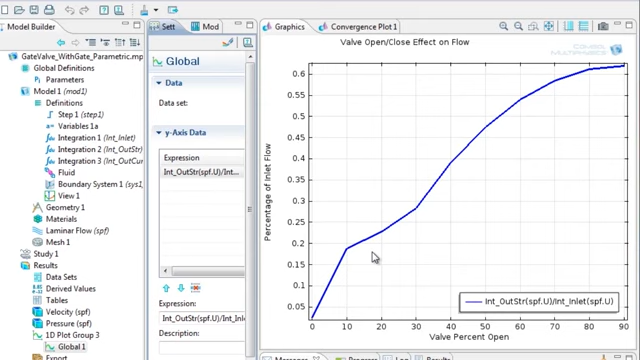 Model Builder
GateValve_WithGate_Parametric.mp
Global Definitions
Parameters
Model 1 (mod1)
Definitions
Step 1 (step1)
Variables 1a
Integration 1 (Int_Inlet)
Integration 2 (Int_OutStr)
Integration 3 (Int_OutCur
Fluid
Boundary System 1 (sys1
View 1
Geometry 1
Materials
Laminar Flow (spf)
Mesh 1
Study 1
Results
Data Sets
Derived Values
Tables
Velocity (spf)
Pressure (spf)
1D Plot Group 3
Global 1
Export
Sett
Mod
Global
Data
Data set:
y-Axis Data
Expression
Int_OutStr(spf.U)/Int...
Expression:
Int_OutStr(spf.U)/Int_Inlet
Description:
Graphics
Convergence Plot 1
Valve Open/Close Effect on Flow
COMSOL
MULTIPHYSICS
Percentage of Inlet Flow
0.6
0.55
0.5
0.45
0.4
0.35
0.3
0.25
0.2
0.15
0.1
0.05
Int_OutStr(spf.U)/Int_Inlet(spf.U)
0 10 20 30 40 50 60 70 80 90
Valve Percent Open
Messages
Progress
Log
Results